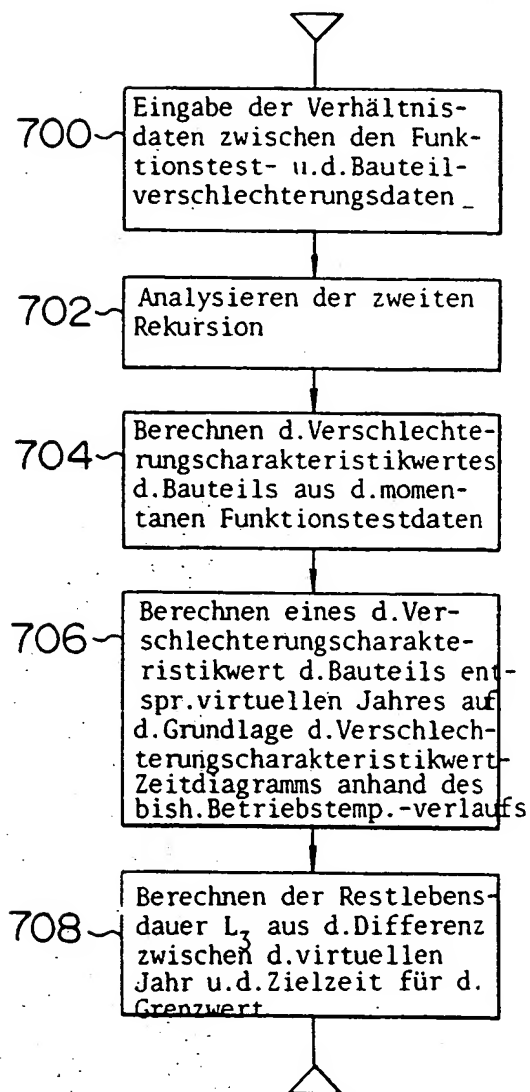 700
Eingabe der Verhältnis-
daten zwischen den Funk-
tionstest- u.d.Bauteil-
verschlechterungsdaten
702
Analysieren der zweiten
Rekursion
704
Berechnen d.Verschlechte-
rungscharakteristikwertes
d.Bauteils aus d.momen-
tanen Funktionstestdaten
706
Berechnen eines d.Ver-
schlechterungscharakte-
ristikwert d.Bauteils ent-
spr.virtuellen Jahres auf
d.Grundlage d.Verschlech-
terungscharakteristikwert-
Zeitdiagramms anhand des
bish.Betriebstemp.-verlaufs
708
Berechnen der Restlebens-
dauer L3 aus d.Differenz
zwischen d.virtuellen
Jahr u.d.Zielzeit für d.
Grenzwert